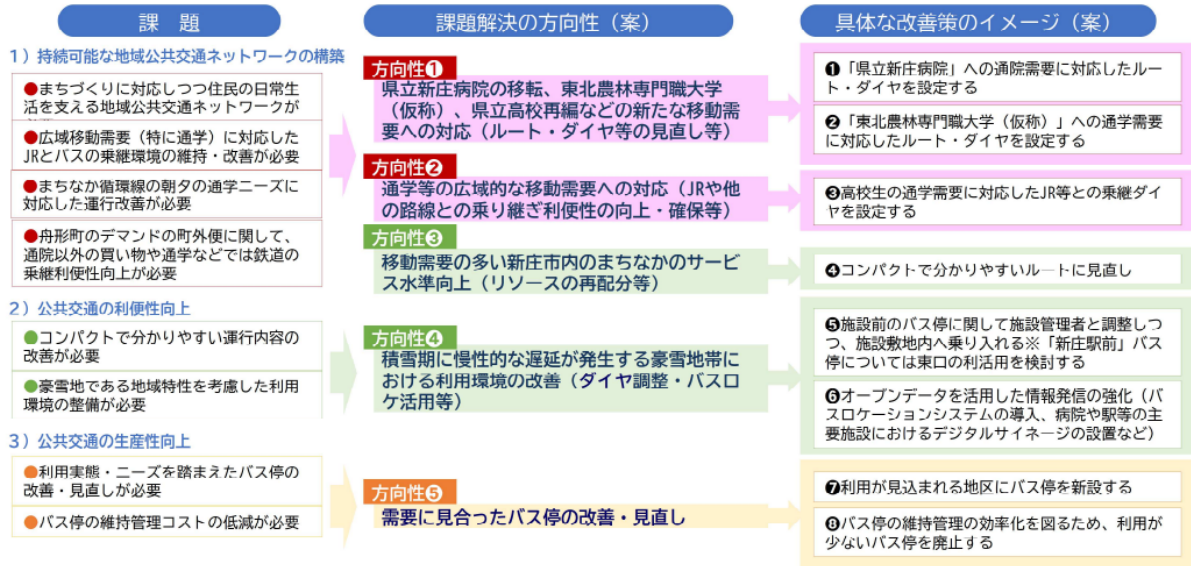 課　題
1）持続可能な地域公共交通ネットワークの構築
●まちづくりに対応しつつ住民の日常生
活を支える地域公共交通ネットワークが
●広域移動需要（特に通学）に対応した
JRとバスの乗継環境の維持・改善が必要
●まちなか循環線の朝夕の通学ニーズに
対応した運行改善が必要
●舟形町のデマンドの町外便に関して、
通院以外の買い物や通学などでは鉄道の
乗継利便性向上が必要
2）公共交通の利便性向上
●コンパクトで分かりやすい運行内容の
改善が必要
●豪雪地である地域特性を考慮した利用
環境の整備が必要
3）公共交通の生産性向上
●利用実態・ニーズを踏まえたバス停の
改善・見直しが必要
●バス停の維持管理コストの低減が必要
課題解決の方向性（案）
方向性❶
県立新庄病院の移転、東北農林専門職大学
（仮称）、県立高校再編などの新たな移動需
要への対応（ルート・ダイヤ等の見直し等）
方向性❷
通学等の広域的な移動需要への対応（JRや他
の路線との乗り継ぎ利便性の向上・確保等）
方向性❸
移動需要の多い新庄市内のまちなかのサービ
ス水準向上（リソースの再配分等）
方向性❹
積雪期に慢性的な遅延が発生する豪雪地帯に
おける利用環境の改善（ダイヤ調整・バスロ
ケ活用等）
方向性❺
需要に見合ったバス停の改善・見直し
具体な改善策のイメージ（案）
❶「県立新庄病院」への通院需要に対応したルー
ト・ダイヤを設定する
❷「東北農林専門職大学（仮称）」への通学需要
に対応したルート・ダイヤを設定する
❸高校生の通学需要に対応したJR等との乗継ダイ
ヤを設定する
❹コンパクトで分かりやすいルートに見直し
❺施設前のバス停に関して施設管理者と調整しつ
つ、施設敷地内へ乗り入れる※「新庄駅前」バス
停については東口の利活用を検討する
❻オープンデータを活用した情報発信の強化（バ
スロケーションシステムの導入、病院や駅等の主
要施設におけるデジタルサイネージの設置など）
❼利用が見込まれる地区にバス停を新設する
❽バス停の維持管理の効率化を図るため、利用が
少ないバス停を廃止する